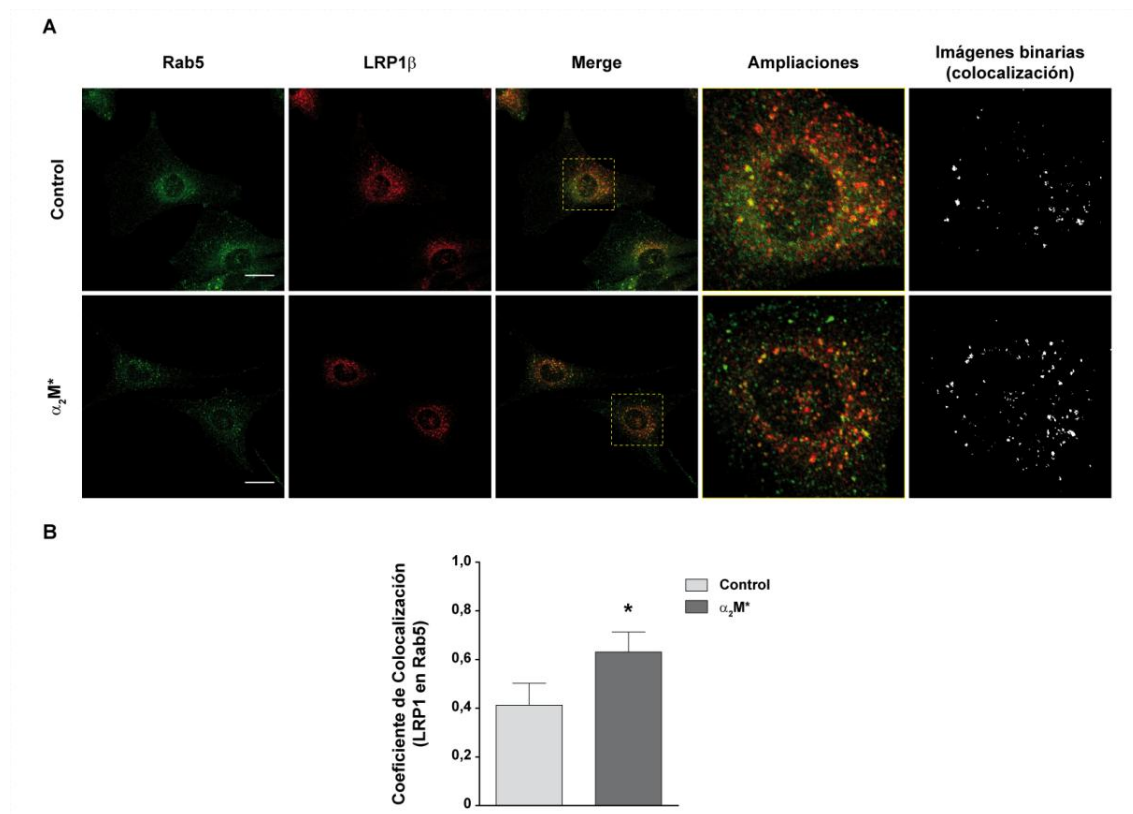 A
Rab5
LRP1β
Merge
Ampliaciones
Imágenes binarias
(colocalización)
Control
α₂M*
B
Coeficiente de Colocalización
(LRP1 en Rab5)
1,0
0,8
0,6
0,4
0,2
0
*
Control
α₂M*